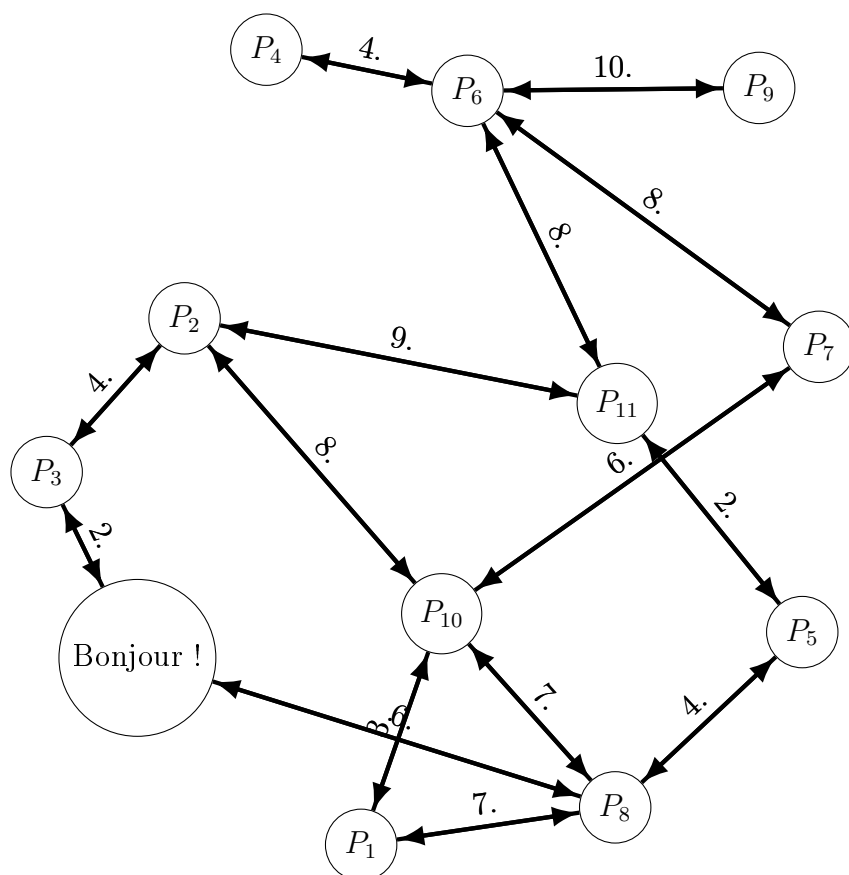 P₄
4.
P₆
10.
P₉
8.
8.
P₂
9.
P₇
4.
P₁₁
8.
6.
P₃
2.
2.
P₁₀
P₅
Bonjour !
7.
4.
3.
6.
7.
P₈
P₁